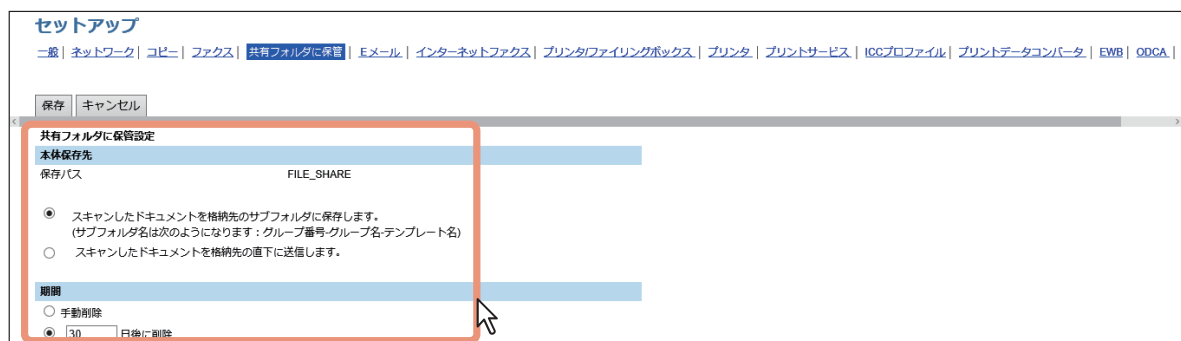 セットアップ
一般| ネットワーク| コピー| ファクス| 共有フォルダに保管| Eメール| インターネットファクス| プリンタ/ファイリングボックス| プリンタ| プリントサービス| ICCプロファイル| プリントデータコンバータ| EWB| ODCA|
保存 キャンセル
共有フォルダに保管設定
本体保存先
保存パス FILE_SHARE
スキャンしたドキュメントを格納先のサブフォルダに保存します。
(サブフォルダ名は次のようになります：グループ番号-グループ名-テンプレート名)
スキャンしたドキュメントを格納先の直下に送信します。
期間
手動削除
30 日後に削除